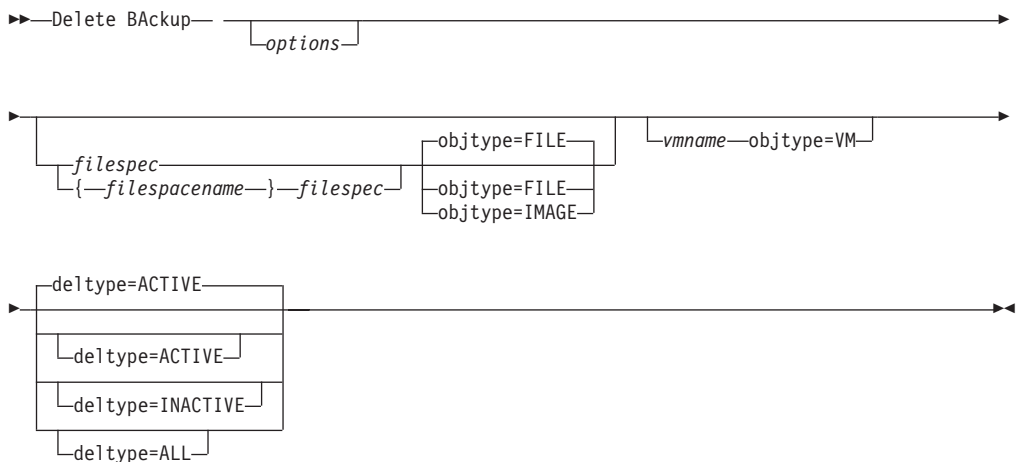 Delete BAckup
options
objtype=FILE
vmname objtype=VM
filespec
{ filespacename } filespec
objtype=FILE
objtype=IMAGE
deltype=ACTIVE
deltype=ACTIVE
deltype=INACTIVE
deltype=ALL